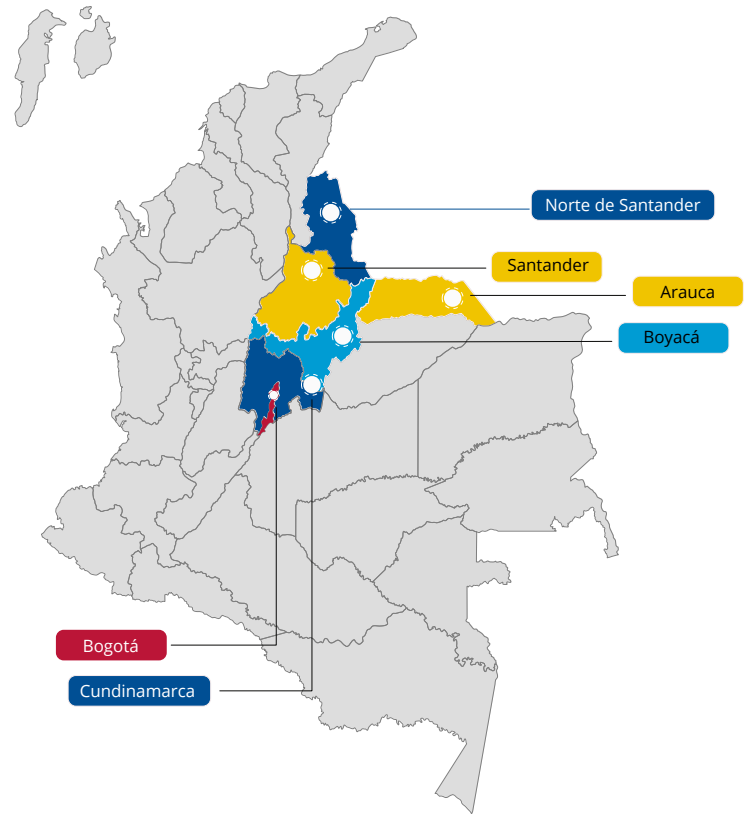 Norte de Santander
Santander
Arauca
Boyacá
Bogotá
Cundinamarca